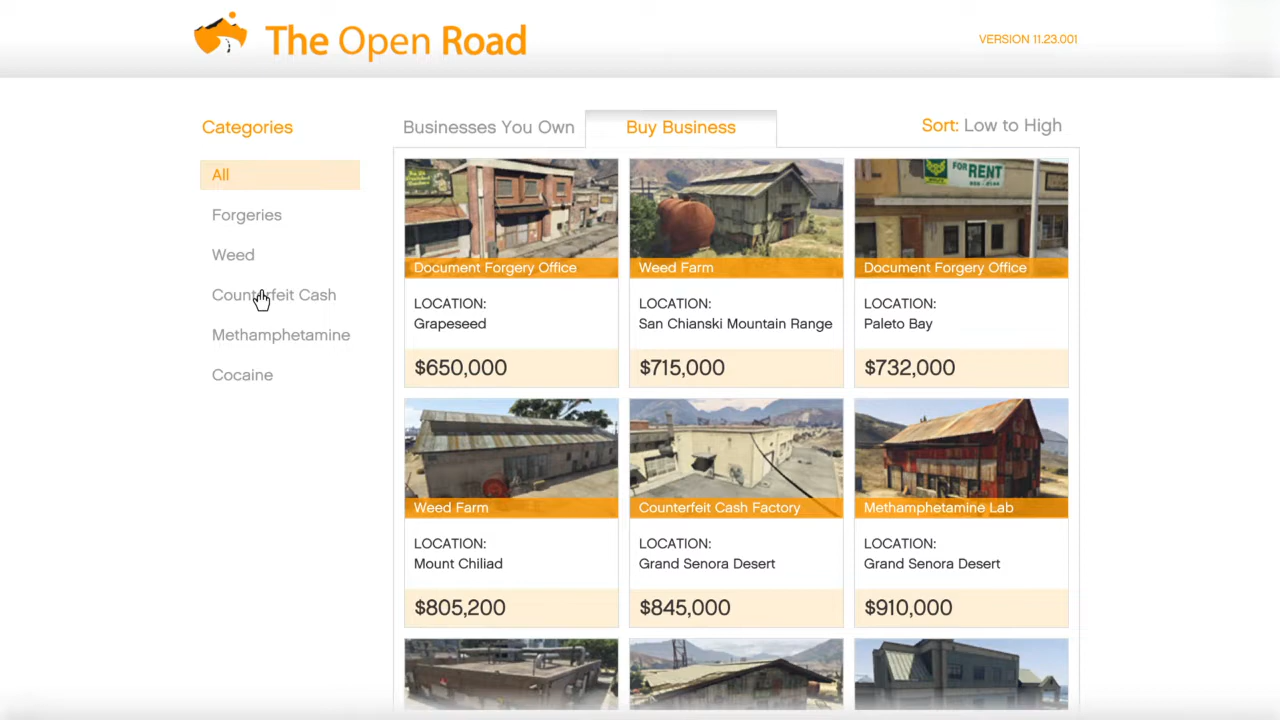 The Open Road
VERSION 11.23.001
Categories
All
Forgeries
Weed
Counterfeit Cash
Methamphetamine
Cocaine
Businesses You Own
Buy Business
Sort: Low to High
FOR RENT
Document Forgery Office
LOCATION:
Grapeseed
$650,000
Weed Farm
LOCATION:
San Chianski Mountain Range
$715,000
Document Forgery Office
LOCATION:
Paleto Bay
$732,000
Weed Farm
LOCATION:
Mount Chiliad
$805,200
Counterfeit Cash Factory
LOCATION:
Grand Senora Desert
$845,000
Methamphetamine Lab
LOCATION:
Grand Senora Desert
$910,000